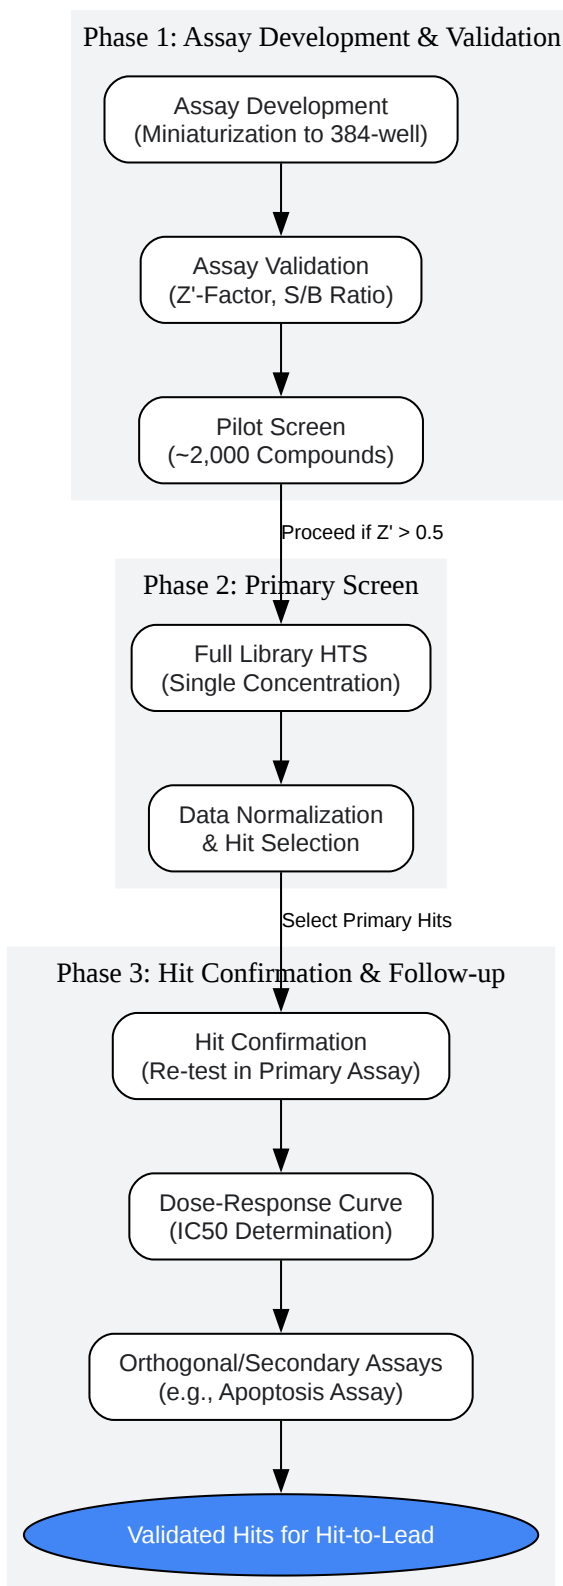 Phase 1: Assay Development & Validation
Assay Development
(Miniaturization to 384-well)
Assay Validation
(Z'-Factor, S/B Ratio)
Pilot Screen
(~2,000 Compounds)
Proceed if Z' > 0.5
Phase 2: Primary Screen
Full Library HTS
(Single Concentration)
Data Normalization
& Hit Selection
Select Primary Hits
Phase 3: Hit Confirmation & Follow-up
Hit Confirmation
(Re-test in Primary Assay)
Dose-Response Curve
(IC50 Determination)
Orthogonal/Secondary Assays
(e.g., Apoptosis Assay)
Validated Hits for Hit-to-Lead